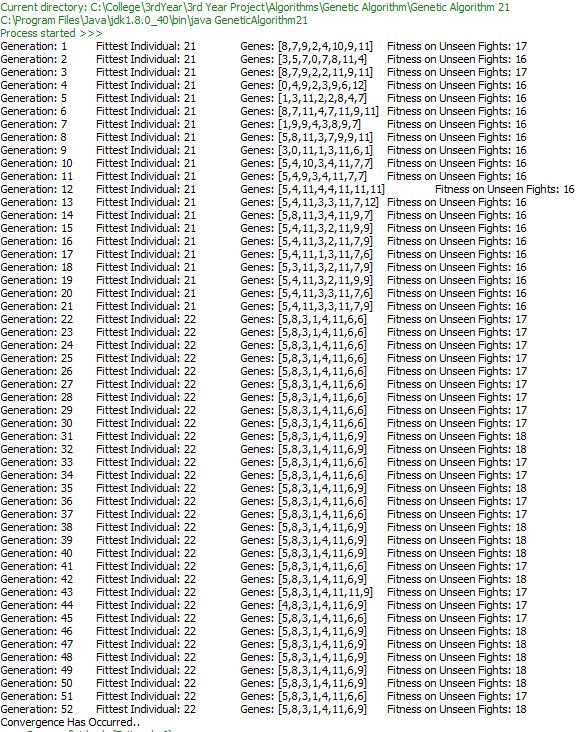 Current directory: C:\College\3rdYear\3rd Year Project\Algorithms\Genetic Algorithm\Genetic Algorithm 21
C:\Program Files\Java\jdk1.8.0_40\bin\java GeneticAlgorithm21
Process started >>>
Generation: 1 Fittest Individual: 21 Genes: [8,7,9,2,4,10,9,11] Fitness on Unseen Fights: 17
Generation: 2 Fittest Individual: 21 Genes: [3,5,7,0,7,8,11,4] Fitness on Unseen Fights: 16
Generation: 3 Fittest Individual: 21 Genes: [8,7,9,2,2,11,9,11] Fitness on Unseen Fights: 16
Generation: 4 Fittest Individual: 21 Genes: [0,4,9,2,3,9,6,12] Fitness on Unseen Fights: 16
Generation: 5 Fittest Individual: 21 Genes: [1,3,11,2,2,8,4,7] Fitness on Unseen Fights: 16
Generation: 6 Fittest Individual: 21 Genes: [8,7,11,4,7,11,9,11] Fitness on Unseen Fights: 16
Generation: 7 Fittest Individual: 21 Genes: [1,9,9,4,3,8,9,7] Fitness on Unseen Fights: 16
Generation: 8 Fittest Individual: 21 Genes: [5,8,11,3,7,9,9,11] Fitness on Unseen Fights: 16
Generation: 9 Fittest Individual: 21 Genes: [3,0,11,1,3,11,6,1] Fitness on Unseen Fights: 16
Generation: 10 Fittest Individual: 21 Genes: [5,4,10,3,4,11,7,7] Fitness on Unseen Fights: 16
Generation: 11 Fittest Individual: 21 Genes: [5,4,9,3,4,11,7,7] Fitness on Unseen Fights: 16
Generation: 12 Fittest Individual: 21 Genes: [5,4,11,4,4,11,11,11] Fitness on Unseen Fights: 16
Generation: 13 Fittest Individual: 21 Genes: [5,4,11,3,3,11,7,12] Fitness on Unseen Fights: 16
Generation: 14 Fittest Individual: 21 Genes: [5,8,11,3,4,11,9,7] Fitness on Unseen Fights: 16
Generation: 15 Fittest Individual: 21 Genes: [5,4,11,3,2,11,9,9] Fitness on Unseen Fights: 16
Generation: 16 Fittest Individual: 21 Genes: [5,4,11,3,2,11,7,9] Fitness on Unseen Fights: 16
Generation: 17 Fittest Individual: 21 Genes: [5,4,11,1,3,11,7,6] Fitness on Unseen Fights: 16
Generation: 18 Fittest Individual: 21 Genes: [5,3,11,3,2,11,7,6] Fitness on Unseen Fights: 16
Generation: 19 Fittest Individual: 21 Genes: [5,4,11,3,2,11,9,9] Fitness on Unseen Fights: 16
Generation: 20 Fittest Individual: 21 Genes: [5,4,11,3,3,11,7,6] Fitness on Unseen Fights: 16
Generation: 21 Fittest Individual: 21 Genes: [5,4,11,3,3,11,7,9] Fitness on Unseen Fights: 16
Generation: 22 Fittest Individual: 22 Genes: [5,8,3,1,4,11,6,6] Fitness on Unseen Fights: 17
Generation: 23 Fittest Individual: 22 Genes: [5,8,3,1,4,11,6,6] Fitness on Unseen Fights: 17
Generation: 24 Fittest Individual: 22 Genes: [5,8,3,1,4,11,6,6] Fitness on Unseen Fights: 17
Generation: 25 Fittest Individual: 22 Genes: [5,8,3,1,4,11,6,6] Fitness on Unseen Fights: 17
Generation: 26 Fittest Individual: 22 Genes: [5,8,3,1,4,11,6,6] Fitness on Unseen Fights: 17
Generation: 27 Fittest Individual: 22 Genes: [5,8,3,1,4,11,6,6] Fitness on Unseen Fights: 17
Generation: 28 Fittest Individual: 22 Genes: [5,8,3,1,4,11,6,6] Fitness on Unseen Fights: 17
Generation: 29 Fittest Individual: 22 Genes: [5,8,3,1,4,11,6,6] Fitness on Unseen Fights: 17
Generation: 30 Fittest Individual: 22 Genes: [5,8,3,1,4,11,6,6] Fitness on Unseen Fights: 17
Generation: 31 Fittest Individual: 22 Genes: [5,8,3,1,4,11,6,9] Fitness on Unseen Fights: 18
Generation: 32 Fittest Individual: 22 Genes: [5,8,3,1,4,11,6,9] Fitness on Unseen Fights: 18
Generation: 33 Fittest Individual: 22 Genes: [5,8,3,1,4,11,6,6] Fitness on Unseen Fights: 17
Generation: 34 Fittest Individual: 22 Genes: [5,8,3,1,4,11,6,6] Fitness on Unseen Fights: 17
Generation: 35 Fittest Individual: 22 Genes: [5,8,3,1,4,11,6,9] Fitness on Unseen Fights: 18
Generation: 36 Fittest Individual: 22 Genes: [5,8,3,1,4,11,6,6] Fitness on Unseen Fights: 17
Generation: 37 Fittest Individual: 22 Genes: [5,8,3,1,4,11,6,6] Fitness on Unseen Fights: 17
Generation: 38 Fittest Individual: 22 Genes: [5,8,3,1,4,11,6,9] Fitness on Unseen Fights: 18
Generation: 39 Fittest Individual: 22 Genes: [5,8,3,1,4,11,6,9] Fitness on Unseen Fights: 18
Generation: 40 Fittest Individual: 22 Genes: [5,8,3,1,4,11,6,9] Fitness on Unseen Fights: 18
Generation: 41 Fittest Individual: 22 Genes: [5,8,3,1,4,11,6,6] Fitness on Unseen Fights: 17
Generation: 42 Fittest Individual: 22 Genes: [5,8,3,1,4,11,6,9] Fitness on Unseen Fights: 18
Generation: 43 Fittest Individual: 22 Genes: [5,8,3,1,4,11,11,9] Fitness on Unseen Fights: 17
Generation: 44 Fittest Individual: 22 Genes: [4,8,3,1,4,11,6,9] Fitness on Unseen Fights: 17
Generation: 45 Fittest Individual: 22 Genes: [5,8,3,1,4,11,6,6] Fitness on Unseen Fights: 17
Generation: 46 Fittest Individual: 22 Genes: [5,8,3,1,4,11,6,9] Fitness on Unseen Fights: 18
Generation: 47 Fittest Individual: 22 Genes: [5,8,3,1,4,11,6,9] Fitness on Unseen Fights: 18
Generation: 48 Fittest Individual: 22 Genes: [5,8,3,1,4,11,6,9] Fitness on Unseen Fights: 18
Generation: 49 Fittest Individual: 22 Genes: [5,8,3,1,4,11,6,9] Fitness on Unseen Fights: 18
Generation: 50 Fittest Individual: 22 Genes: [5,8,3,1,4,11,6,9] Fitness on Unseen Fights: 18
Generation: 51 Fittest Individual: 22 Genes: [5,8,3,1,4,11,6,6] Fitness on Unseen Fights: 17
Generation: 52 Fittest Individual: 22 Genes: [5,8,3,1,4,11,6,9] Fitness on Unseen Fights: 18
Convergence Has Occurred..